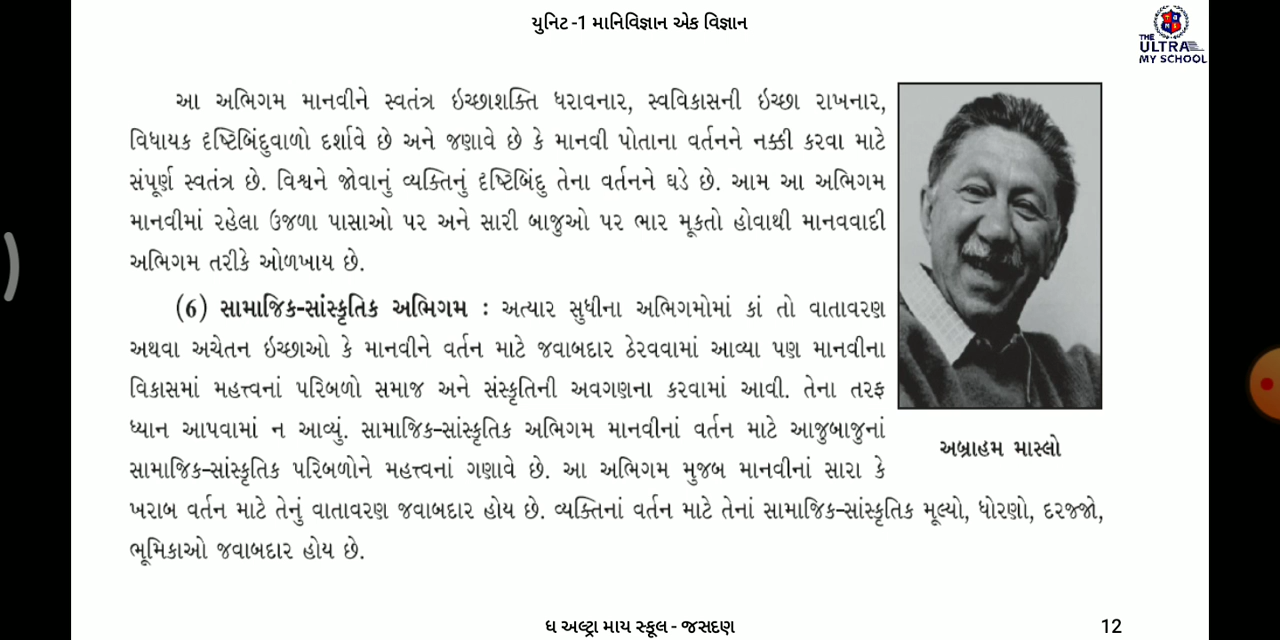 યુનિટ -1 માનિવિજ્ઞાન એક વિજ્ઞાન
THE
ULTRA
MY SCHOOL
આ અભિગમ માનવીને સ્વતંત્ર ઇચ્છાશક્તિ ધરાવનાર, સ્વવિકાસની ઇચ્છા રાખનાર,
વિધાયક દૃષ્ટિબિંદુવાળો દર્શાવે છે અને જણાવે છે કે માનવી પોતાના વર્તનને નક્કી કરવા માટે
સંપૂર્ણ સ્વતંત્ર છે. વિશ્વને જોવાનું વ્યક્તિનું દૃષ્ટિબિંદુ તેના વર્તનને ઘડે છે. આમ આ અભિગમ
માનવીમાં રહેલા ઉજળા પાસાઓ પર અને સારી બાજુઓ પર ભાર મૂકતો હોવાથી માનવવાદી
અભિગમ તરીકે ઓળખાય છે.
(6) સામાજિક-સાંસ્કૃતિક અભિગમ : અત્યાર સુધીના અભિગમોમાં કાં તો વાતાવરણ
અથવા અચેતન ઇચ્છાઓ કે માનવીને વર્તન માટે જવાબદાર ઠેરવવામાં આવ્યા પણ માનવીના
વિકાસમાં મહત્ત્વનાં પરિબળો સમાજ અને સંસ્કૃતિની અવગણના કરવામાં આવી. તેના તરફ
ધ્યાન આપવામાં ન આવ્યું. સામાજિક-સાંસ્કૃતિક અભિગમ માનવીનાં વર્તન માટે આજુબાજુનાં
સામાજિક-સાંસ્કૃતિક પરિબળોને મહત્ત્વનાં ગણાવે છે. આ અભિગમ મુજબ માનવીનાં સારા કે
ખરાબ વર્તન માટે તેનું વાતાવરણ જવાબદાર હોય છે. વ્યક્તિનાં વર્તન માટે તેનાં સામાજિક-સાંસ્કૃતિક મૂલ્યો, ધોરણો, દરજ્જો,
ભૂમિકાઓ જવાબદાર હોય છે.
અબ્રાહમ માસ્લો
ધ અલ્ટ્રા માય સ્કૂલ - જસદણ
12